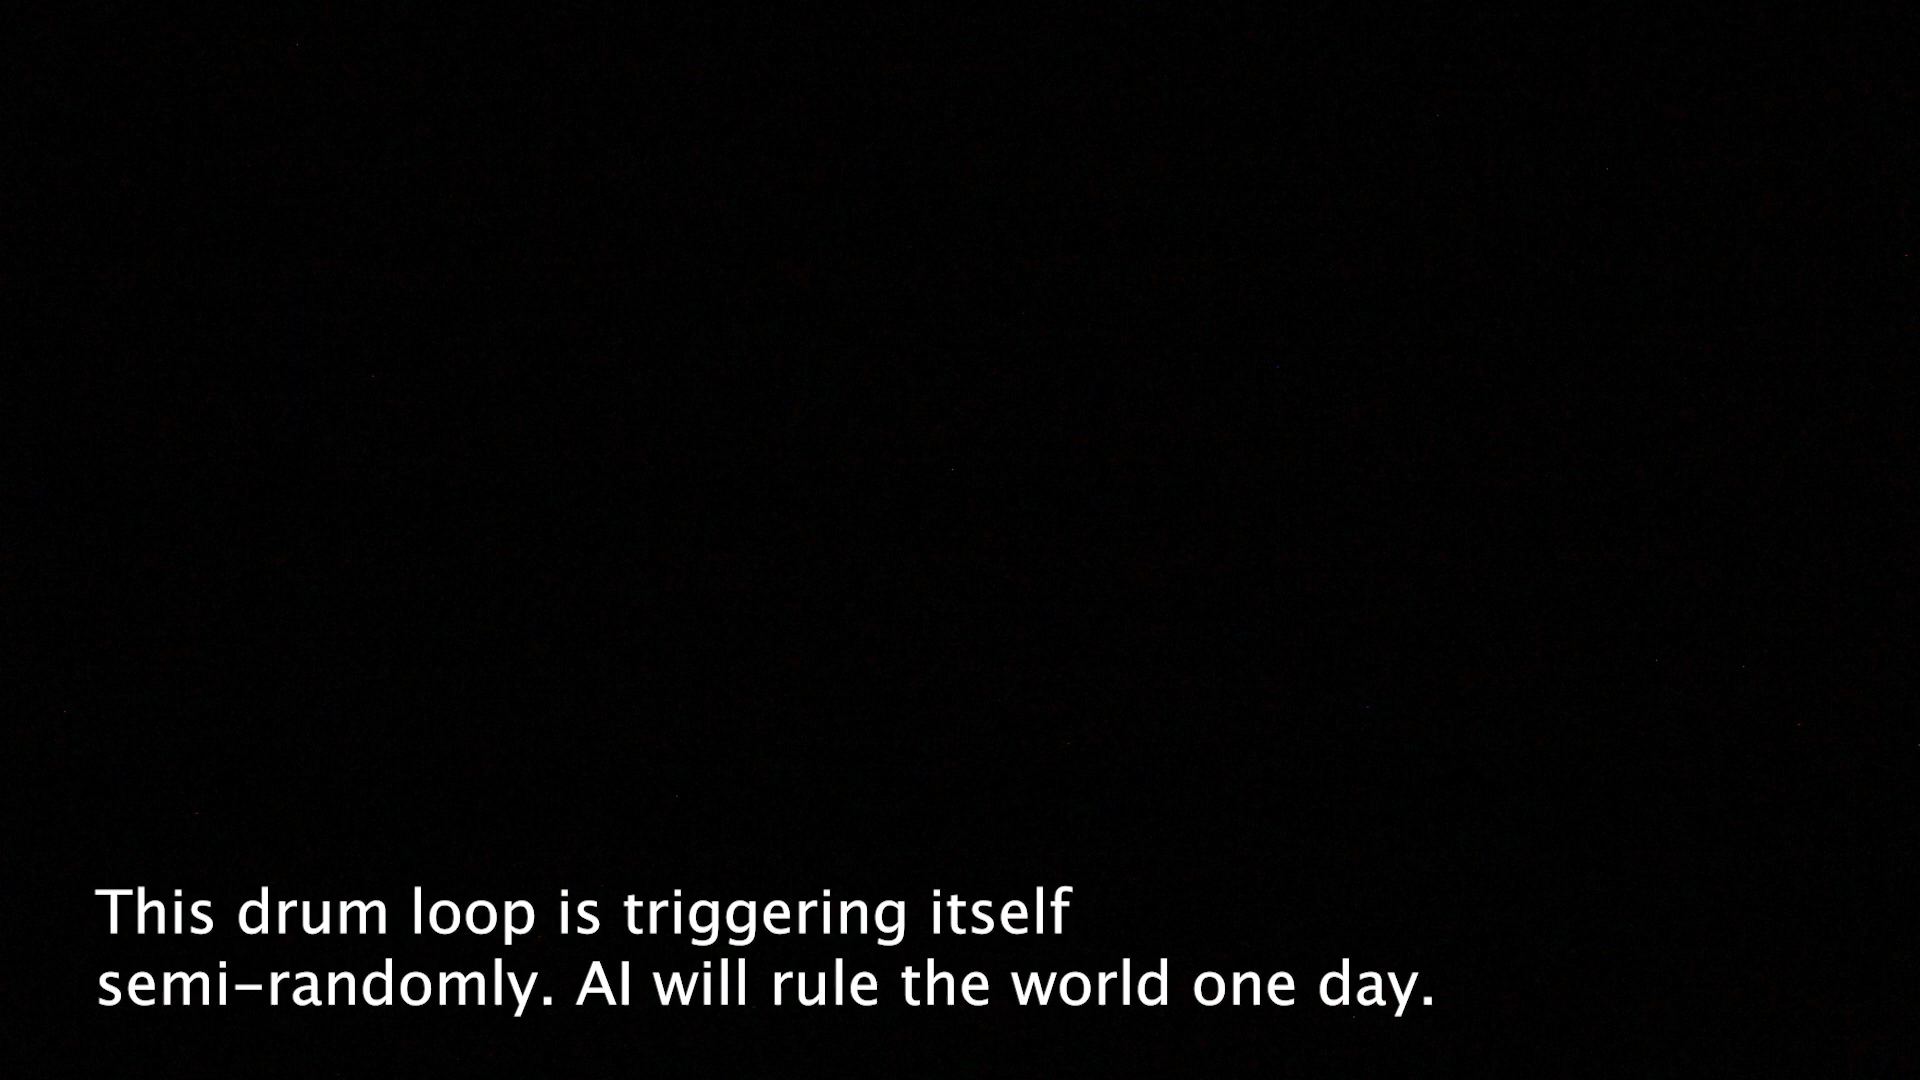 This drum loop is triggering itself
semi-randomly. AI will rule the world one day.